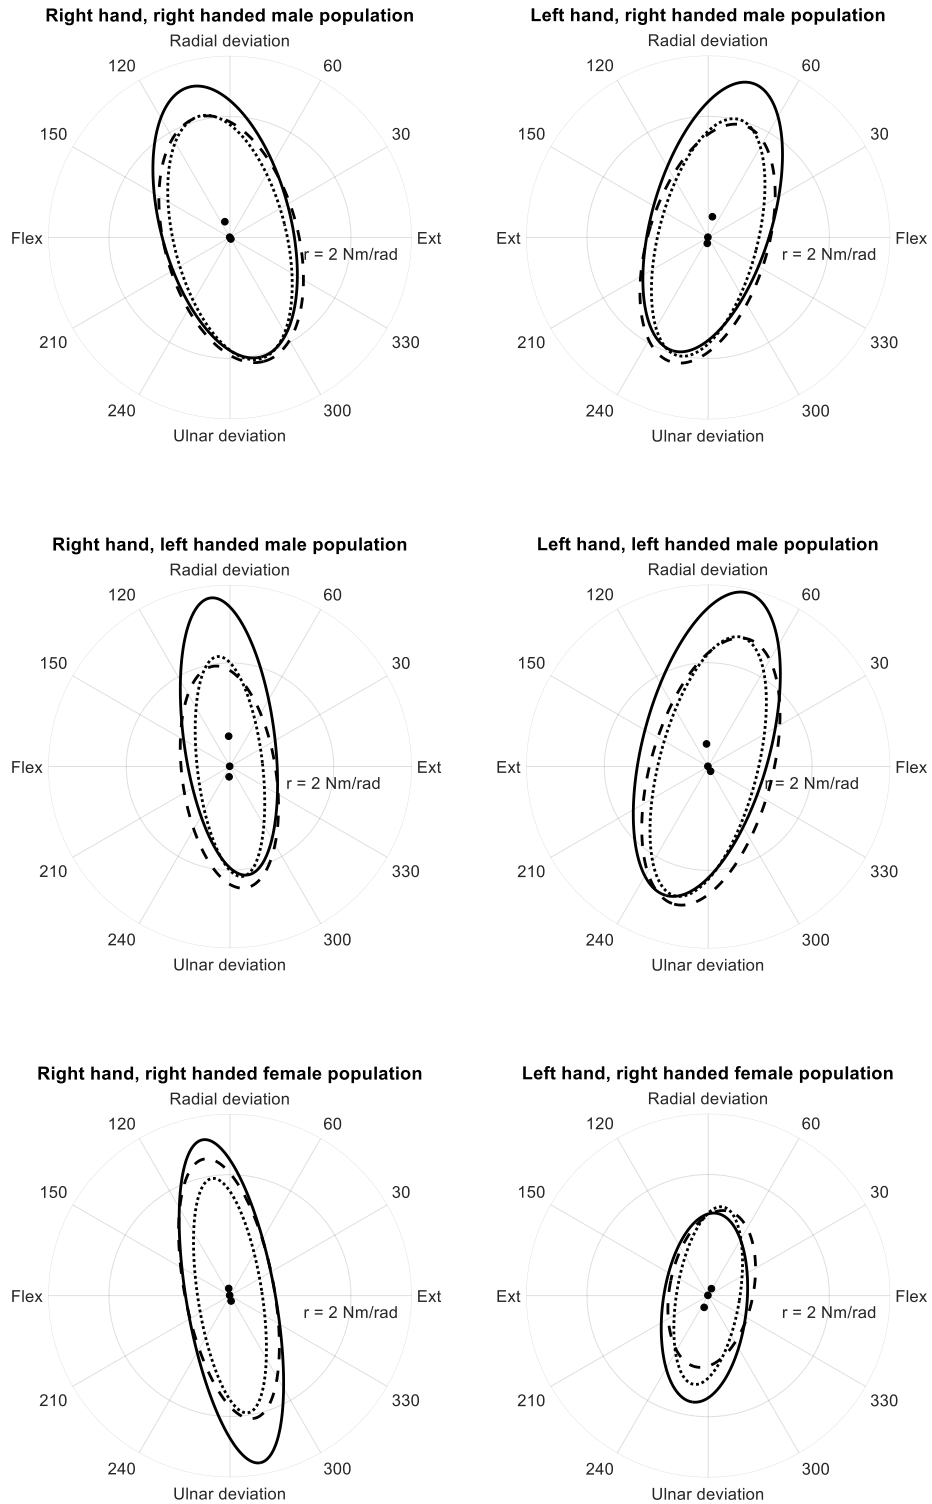 Right hand, right handed male population
Radial deviation
120 60
150 30
Flex Ext
r = 2 Nm/rad
210 330
240 300
Ulnar deviation
Left hand, right handed male population
Radial deviation
120 60
150 30
Ext Flex
r = 2 Nm/rad
210 330
240 300
Ulnar deviation
Right hand, left handed male population
Radial deviation
120 60
150 30
Flex Ext
r = 2 Nm/rad
210 330
240 300
Ulnar deviation
Left hand, left handed male population
Radial deviation
120 60
150 30
Ext Flex
r = 2 Nm/rad
210 330
240 300
Ulnar deviation
Right hand, right handed female population
Radial deviation
120 60
150 30
Flex Ext
r = 2 Nm/rad
210 330
240 300
Ulnar deviation
Left hand, right handed female population
Radial deviation
120 60
150 30
Ext Flex
r = 2 Nm/rad
210 330
240 300
Ulnar deviation